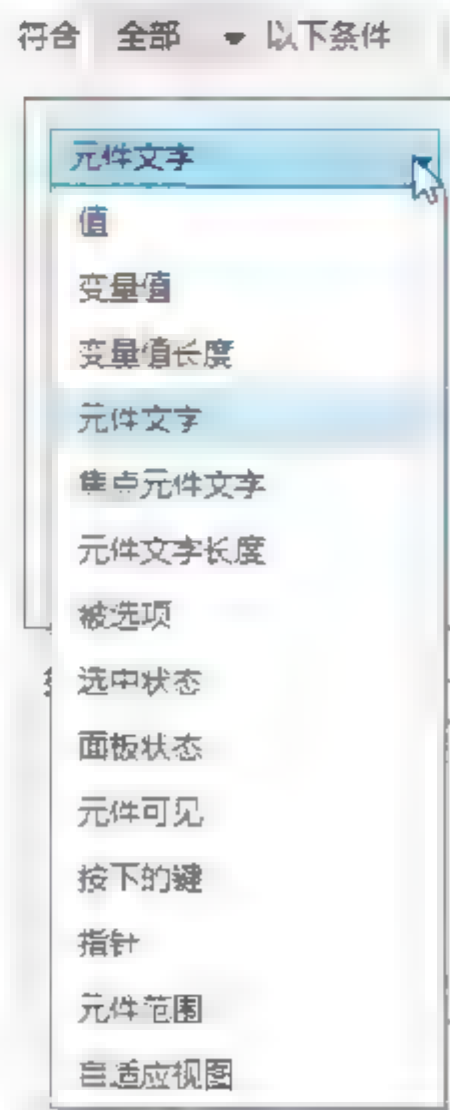 符合 全部 以下条件
元件文字
值
变量值
变量值长度
元件文字
焦点元件文字
元件文字长度
被选项
选中状态
面板状态
元件可见
按下的键
指针
元件范围
自适应视图